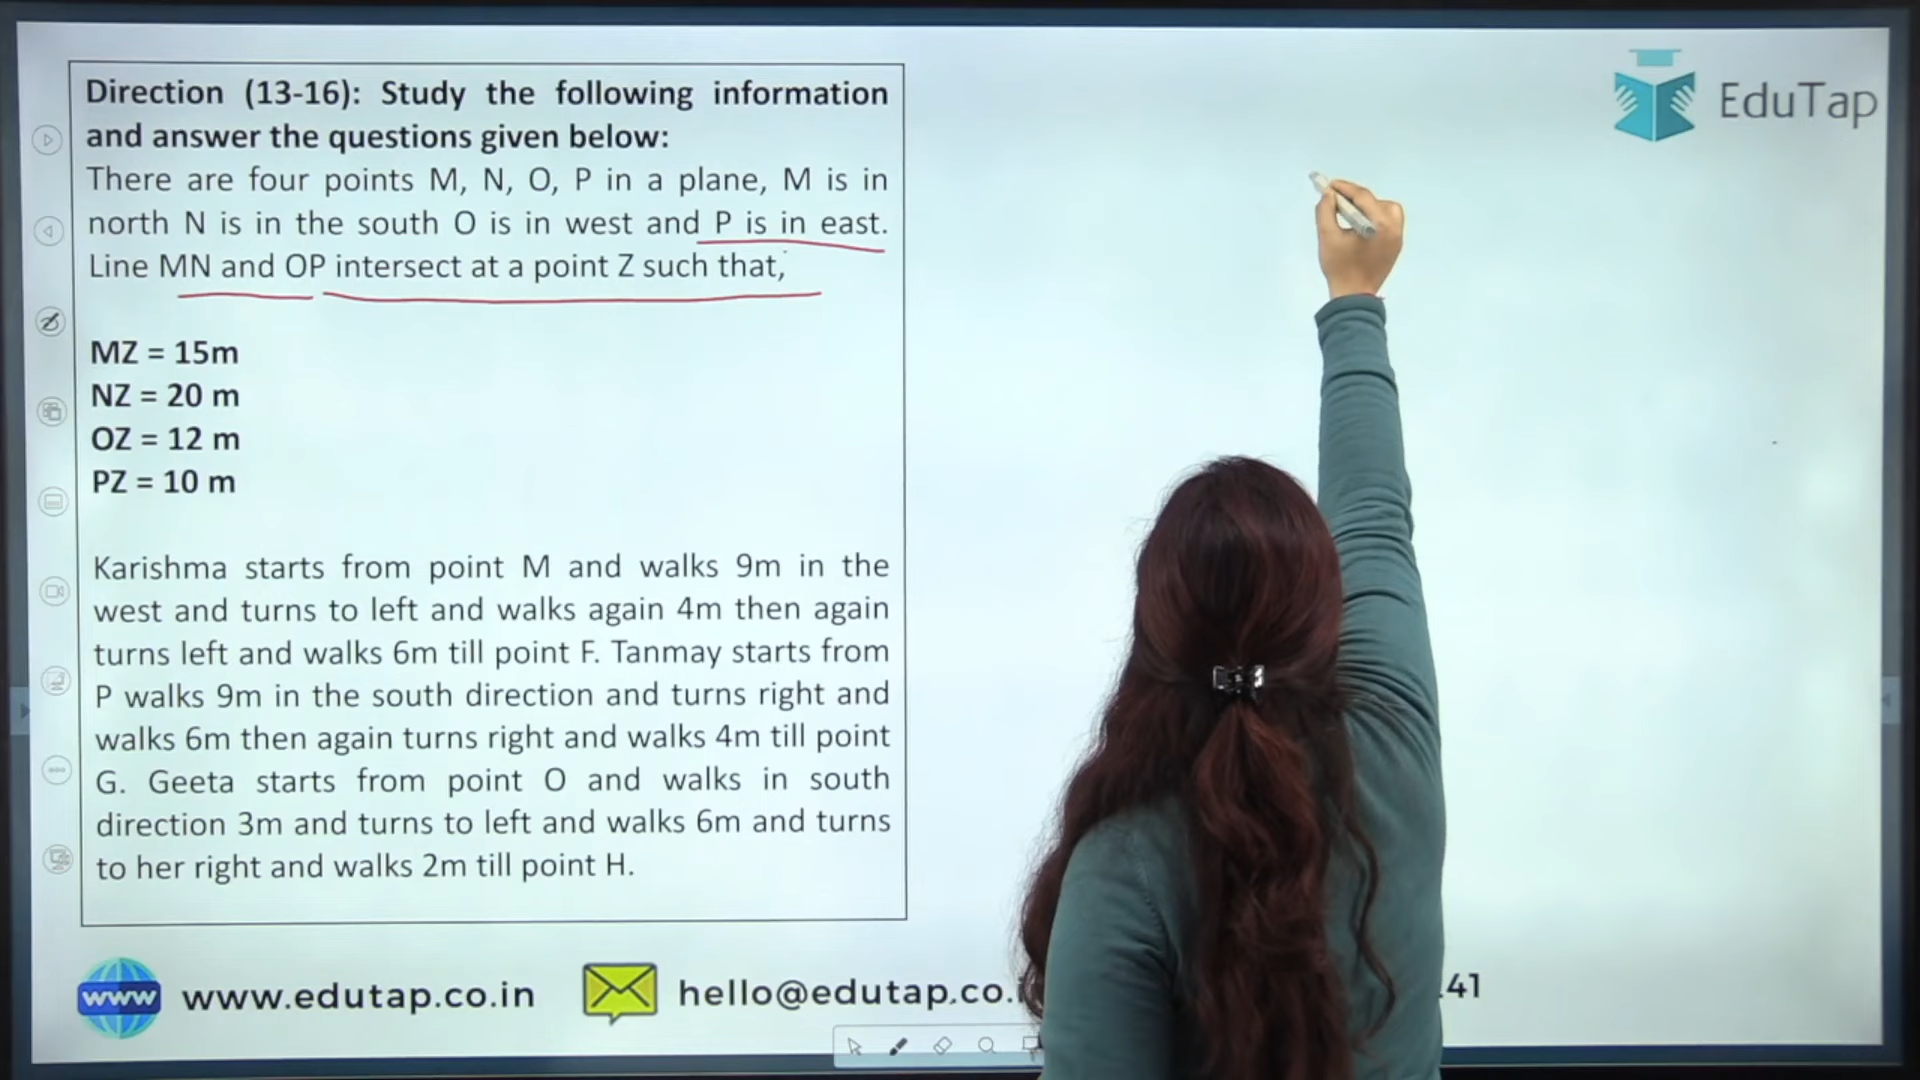 Direction (13-16): Study the following information
and answer the questions given below:
There are four points M, N, O, P in a plane, M is in
north N is in the south O is in west and P is in east.
Line MN and OP intersect at a point Z such that,
MZ = 15m
NZ = 20 m
OZ = 12 m
PZ = 10 m
Karishma starts from point M and walks 9m in the
west and turns to left and walks again 4m then again
turns left and walks 6m till point F. Tanmay starts from
P walks 9m in the south direction and turns right and
walks 6m then again turns right and walks 4m till point
G. Geeta starts from point O and walks in south
direction 3m and turns to left and walks 6m and turns
to her right and walks 2m till point H.
EduTap
www www.edutap.co.in hello@edutap.co. 41